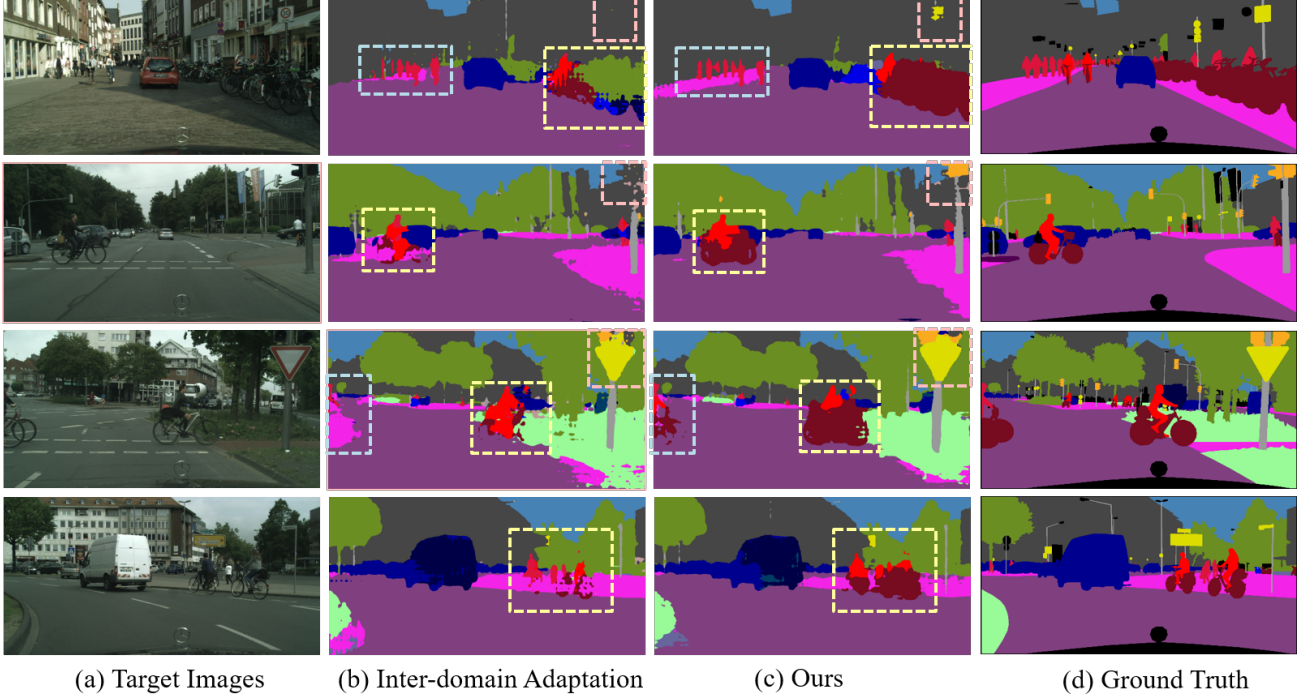 (a) Target Images
(b) Inter-domain Adaptation
(c) Ours
(d) Ground Truth